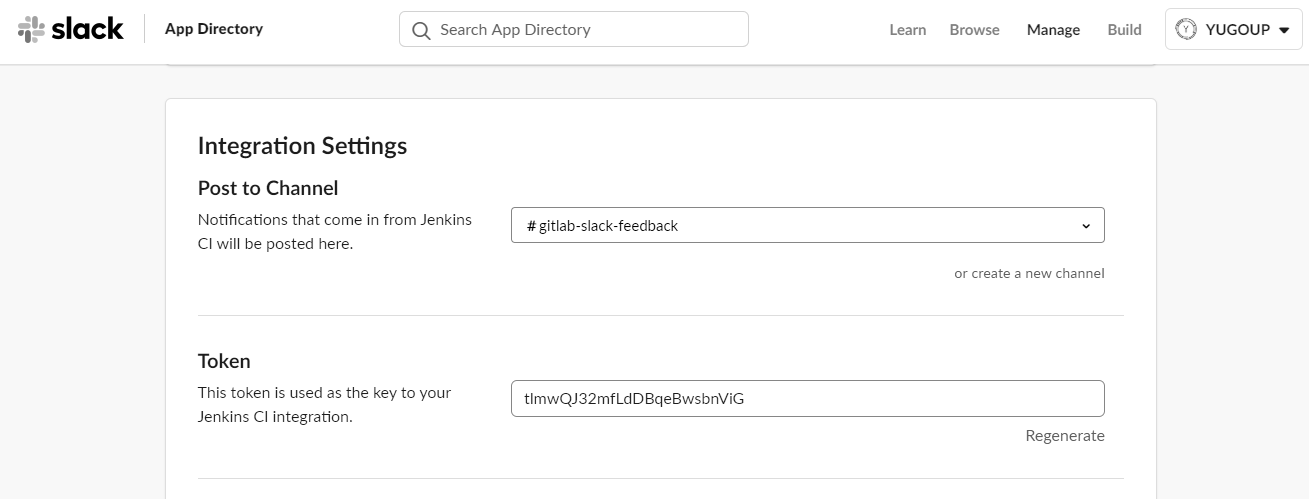 slack App Directory Search App Directory Learn Browse Manage Build YUGOUP
Integration Settings
Post to Channel
Notifications that come in from Jenkins
CI will be posted here.
# gitlab-slack-feedback
or create a new channel
Token
This token is used as the key to your
Jenkins CI integration.
tlmwQJ32mfLdDBqeBwsbnViG
Regenerate